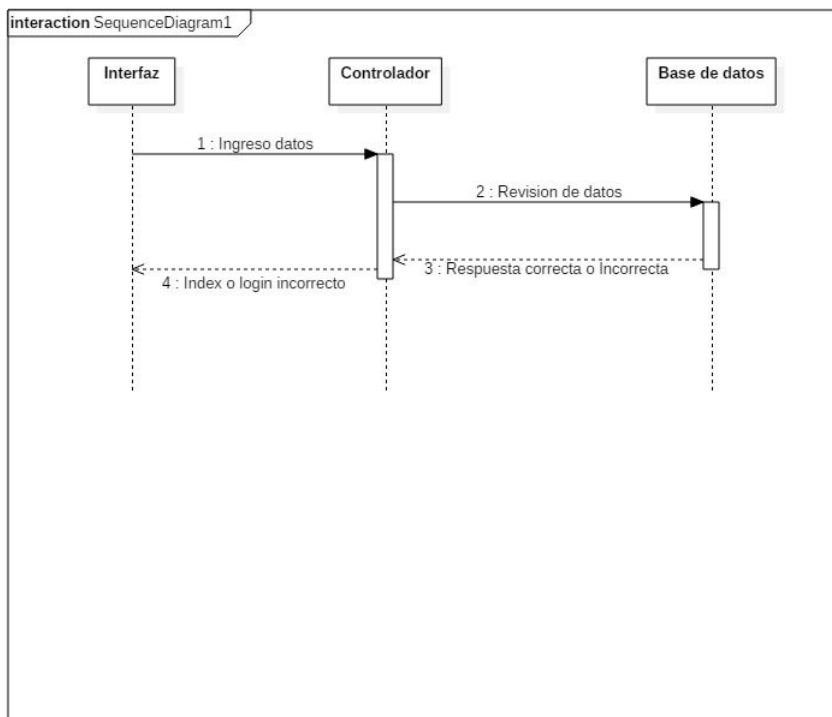 interaction SequenceDiagram1
Interfaz
Controlador
Base de datos
1 : Ingreso datos
2 : Revision de datos
3 : Respuesta correcta o Incorrecta
4 : Index o login incorrecto